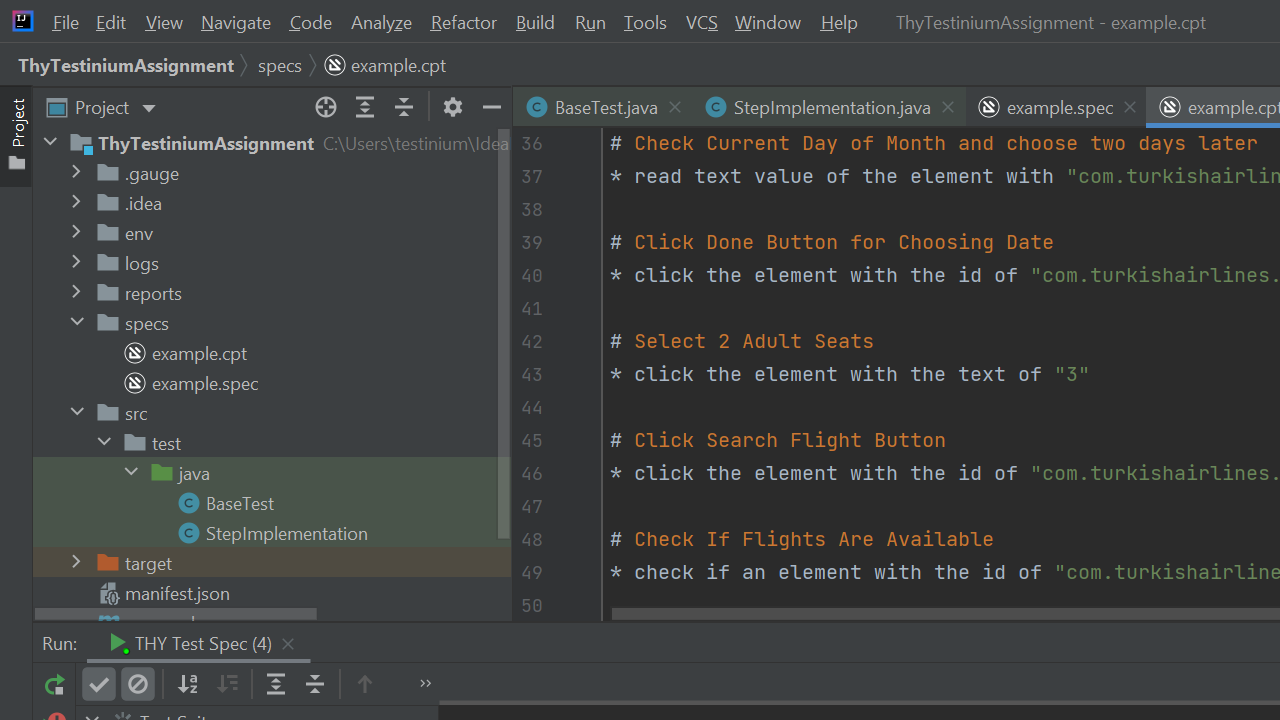 File Edit View Navigate Code Analyze Refactor Build Run Tools VCS Window Help ThyTestiniumAssignment - example.cpt
ThyTestiniumAssignment specs example.cpt
Project
Project
BaseTest.java StepImplementation.java example.spec example.cpt
ThyTestiniumAssignment C:\Users\testinium\Idea
.gauge
.idea
env
logs
reports
specs
example.cpt
example.spec
src
test
java
BaseTest
StepImplementation
target
manifest.json
36 # Check Current Day of Month and choose two days later
37 * read text value of the element with "com.turkishairlin
38
39 # Click Done Button for Choosing Date
40 * click the element with the id of "com.turkishairlines.
41
42 # Select 2 Adult Seats
43 * click the element with the text of "3"
44
45 # Click Search Flight Button
46 * click the element with the id of "com.turkishairlines.
47
48 # Check If Flights Are Available
49 * check if an element with the id of "com.turkishairline
50
Run: THY Test Spec (4)